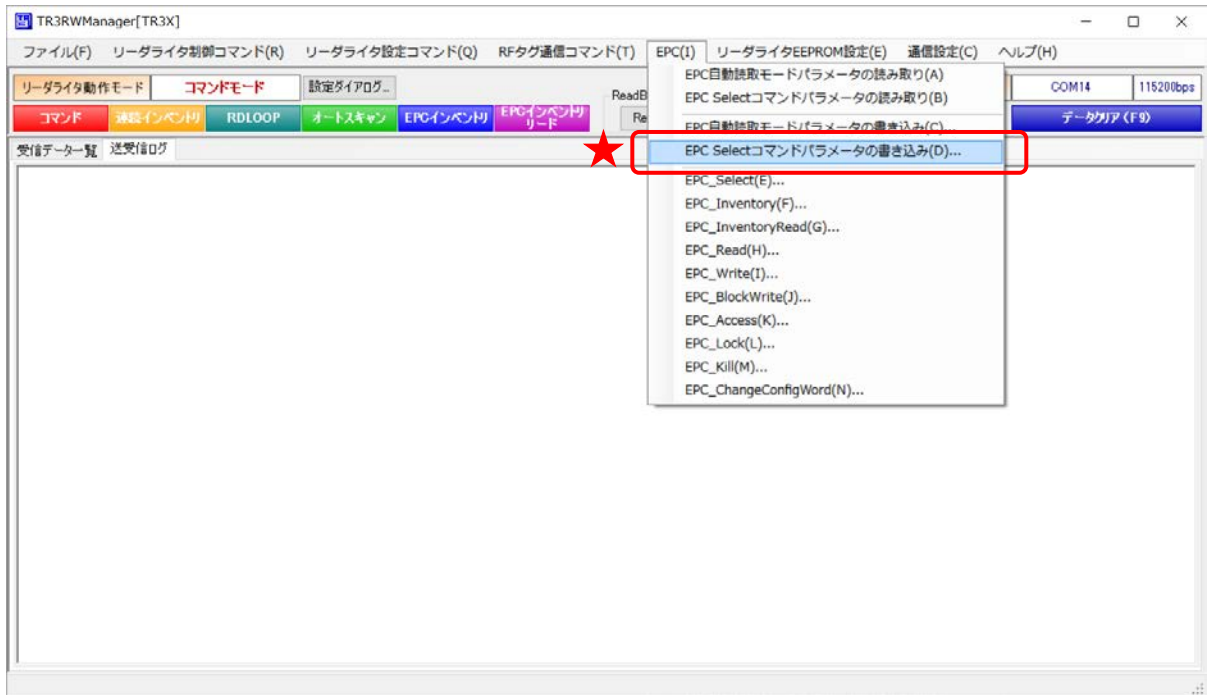 TR3RWManager[TR3X]
ファイル(F) リーダライタ制御コマンド(R) リーダライタ設定コマンド(Q) RFタグ通信コマンド(T) EPC(I) リーダライタEEPROM設定(E) 通信設定(C) ヘルプ(H)
リーダライタ動作モード コマンドモード 設定ダイアログ... COM14 115200bps
ReadB
コマンド 連続インベントリ RDLOOP オートスキャン EPCインベントリ EPCインベントリリード Re データクリア(F9)
受信データ一覧 送受信ログ
EPC自動読取モードパラメータの読み取り(A)
EPC Selectコマンドパラメータの読み取り(B)
EPC自動読取モードパラメータの書き込み(C)...
EPC Selectコマンドパラメータの書き込み(D)...
EPC_Select(E)...
EPC_Inventory(F)...
EPC_InventoryRead(G)...
EPC_Read(H)...
EPC_Write(I)...
EPC_BlockWrite(J)...
EPC_Access(K)...
EPC_Lock(L)...
EPC_Kill(M)...
EPC_ChangeConfigWord(N)...